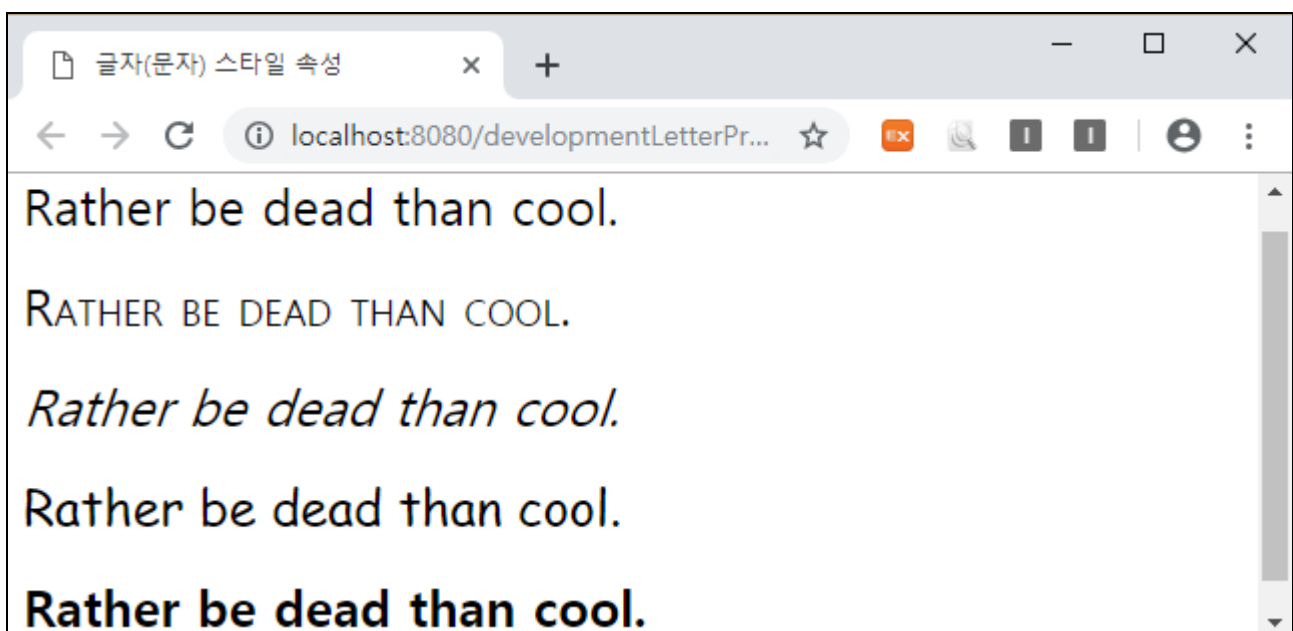 글자(문자) 스타일 속성
localhost:8080/developmentLetterPr...
Rather be dead than cool.
Rather be dead than cool.
Rather be dead than cool.
Rather be dead than cool.
Rather be dead than cool.